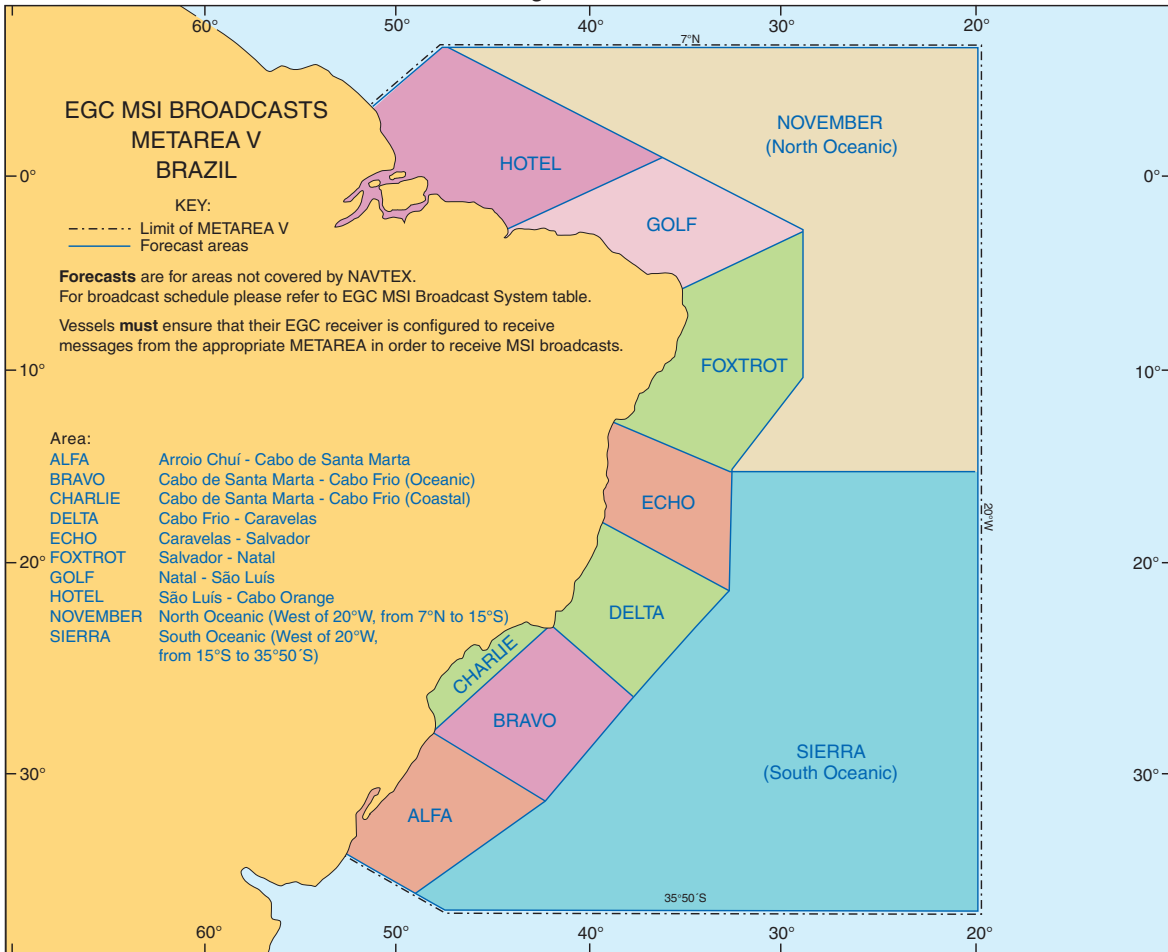 60°
50°
40°
30°
20°
7°N
EGC MSI BROADCASTS
METAREA V
BRAZIL
KEY:
Limit of METAREA V
Forecast areas
Forecasts are for areas not covered by NAVTEX.
For broadcast schedule please refer to EGC MSI Broadcast System table.
Vessels must ensure that their EGC receiver is configured to receive
messages from the appropriate METAREA in order to receive MSI broadcasts.
Area:
ALFA Arroio Chuí - Cabo de Santa Marta
BRAVO Cabo de Santa Marta - Cabo Frio (Oceanic)
CHARLIE Cabo de Santa Marta - Cabo Frio (Coastal)
DELTA Cabo Frio - Caravelas
ECHO Caravelas - Salvador
FOXTROT Salvador - Natal
GOLF Natal - São Luís
HOTEL São Luís - Cabo Orange
NOVEMBER North Oceanic (West of 20°W, from 7°N to 15°S)
SIERRA South Oceanic (West of 20°W,
from 15°S to 35°50´S)
NOVEMBER
(North Oceanic)
HOTEL
GOLF
FOXTROT
ECHO
DELTA
CHARLIE
BRAVO
ALFA
SIERRA
(South Oceanic)
20°W
35°50´S
0°
10°
20°
30°
0°
10°
20°
30°
60°
50°
40°
30°
20°